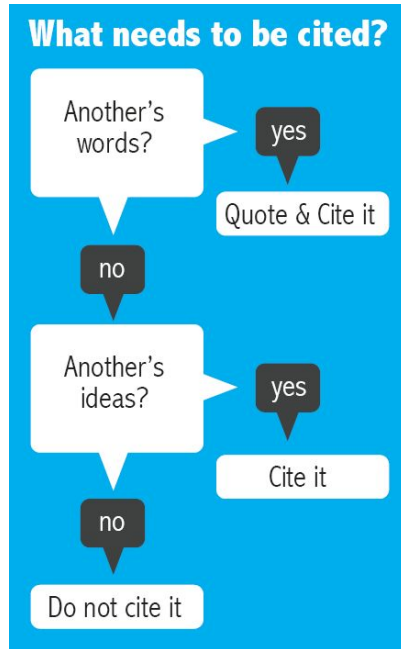 What needs to be cited?
Another's
words?
yes
Quote & Cite it
no
Another's
ideas?
yes
Cite it
no
Do not cite it